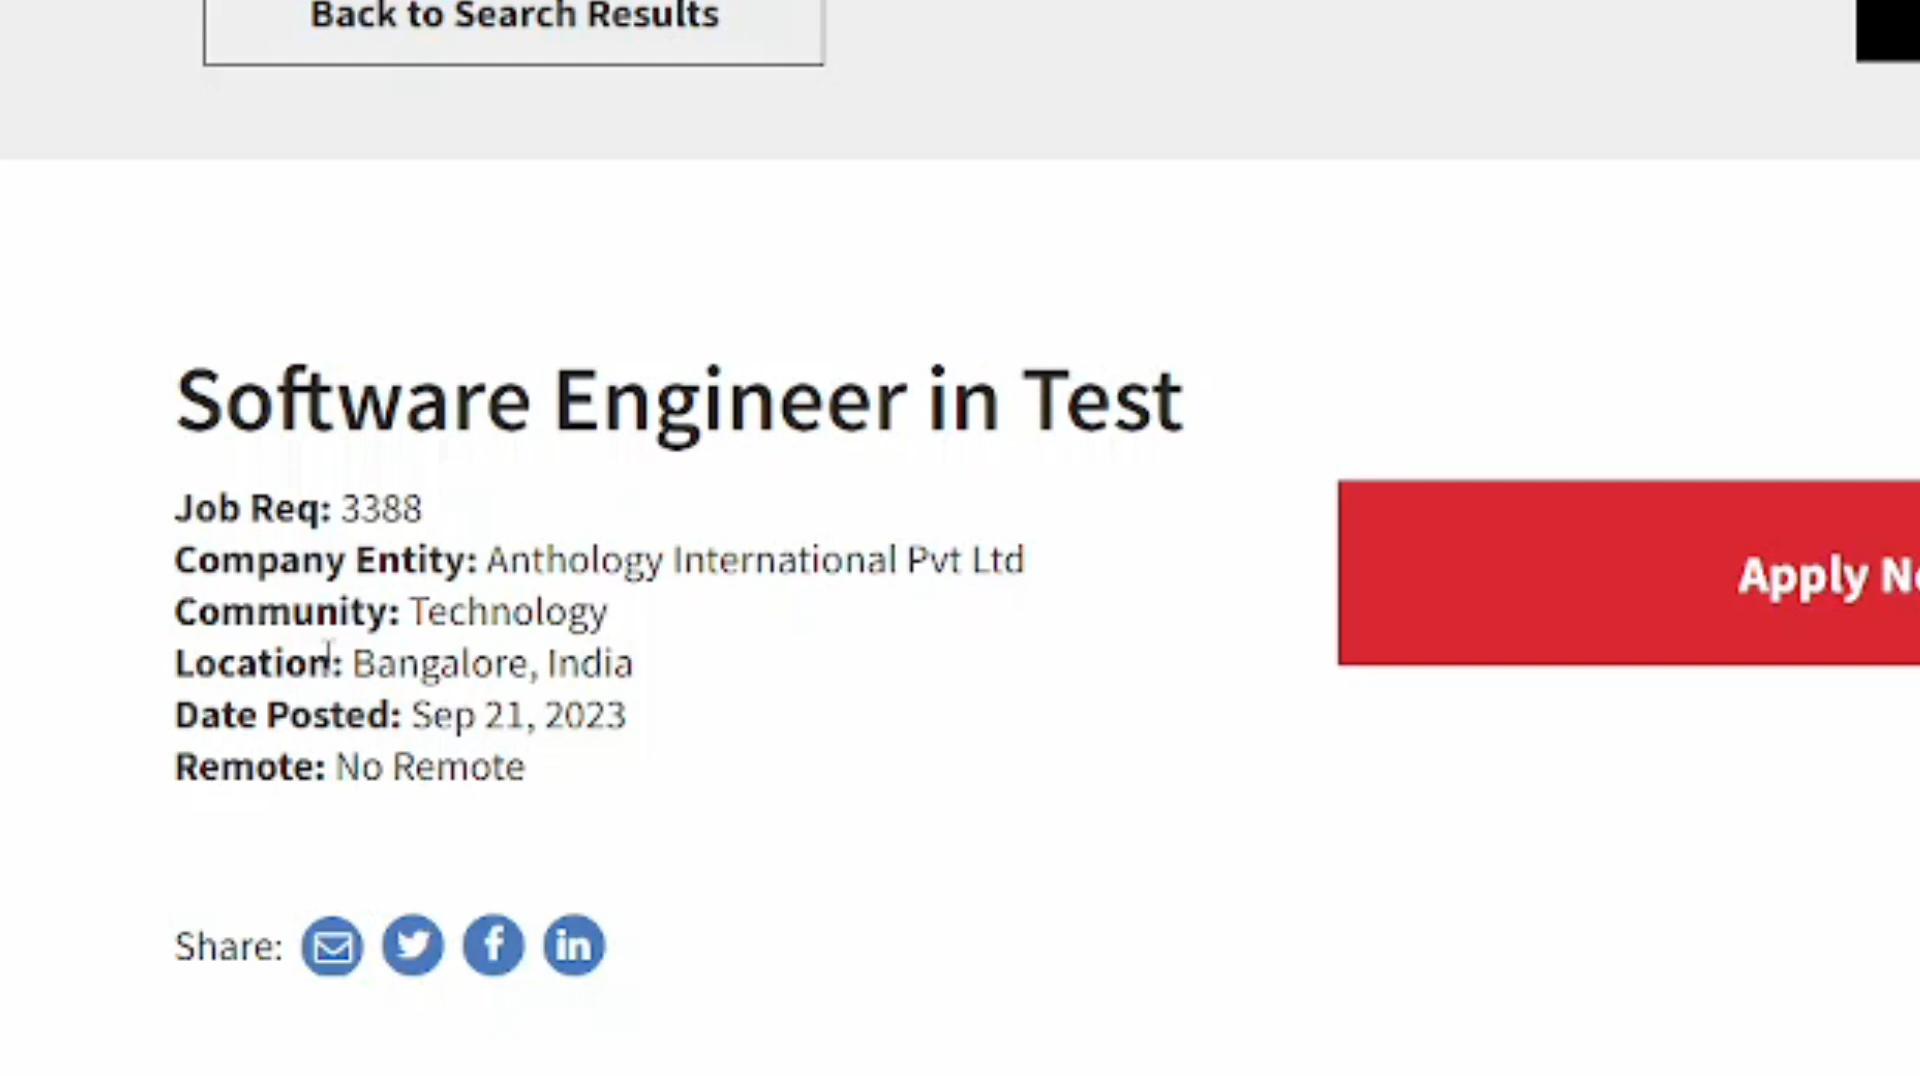 Back to Search Results
Software Engineer in Test
Job Req: 3388
Company Entity: Anthology International Pvt Ltd
Apply
Community: Technology
Location: Bangalore, India
Date Posted: Sep 21, 2023
Remote: No Remote
Share: